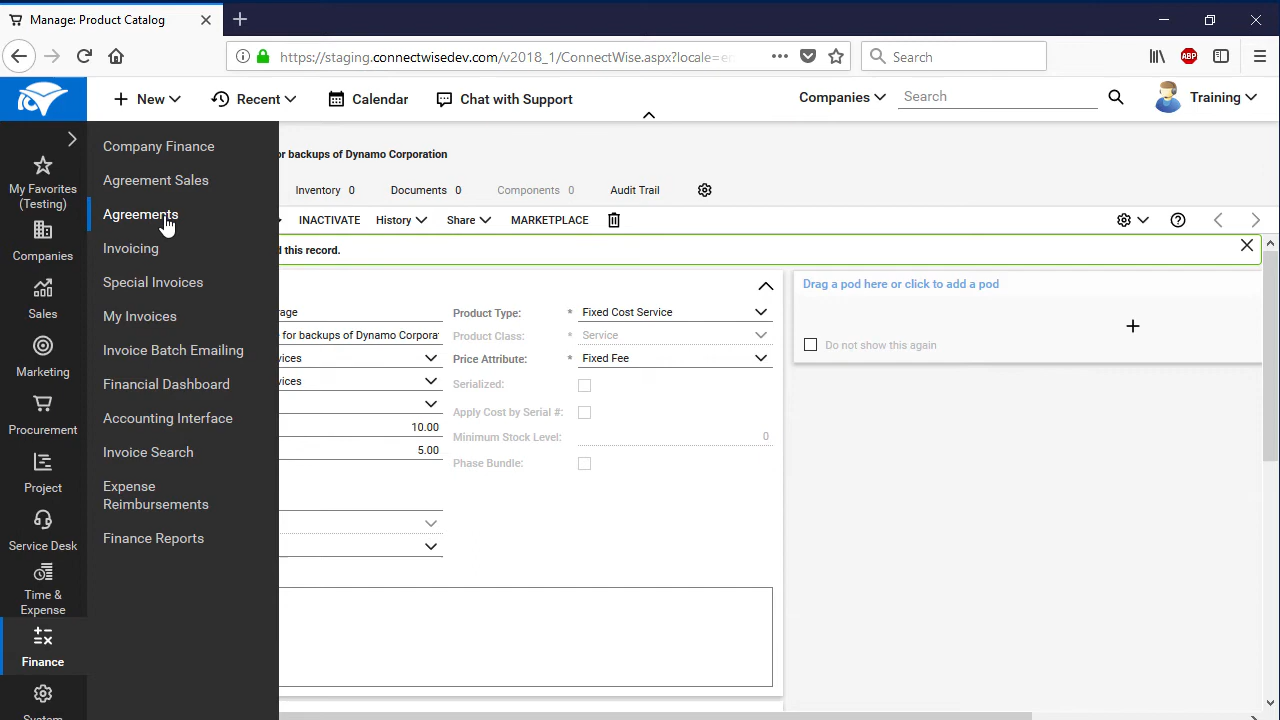 Manage: Product Catalog
https://staging.connectwisedev.com/v2018_1/ConnectWise.aspx?locale=en
Search
ABP
New
Recent
Calendar
Chat with Support
Companies
Search
Training
My Favorites
(Testing)
Companies
Sales
Marketing
Procurement
Project
Service Desk
Time &
Expense
Finance
Company Finance
Agreement Sales
Agreements
Invoicing
Special Invoices
My Invoices
Invoice Batch Emailing
Financial Dashboard
Accounting Interface
Invoice Search
Expense
Reimbursements
Finance Reports
for backups of Dynamo Corporation
Inventory 0 Documents 0 Components 0 Audit Trail
INACTIVATE History Share MARKETPLACE
this record.
for backups of Dynamo Corpora
10.00
5.00
Product Type: * Fixed Cost Service
Product Class: * Service
Price Attribute: * Fixed Fee
Serialized:
Apply Cost by Serial #:
Minimum Stock Level: 0
Phase Bundle:
Drag a pod here or click to add a pod
Do not show this again